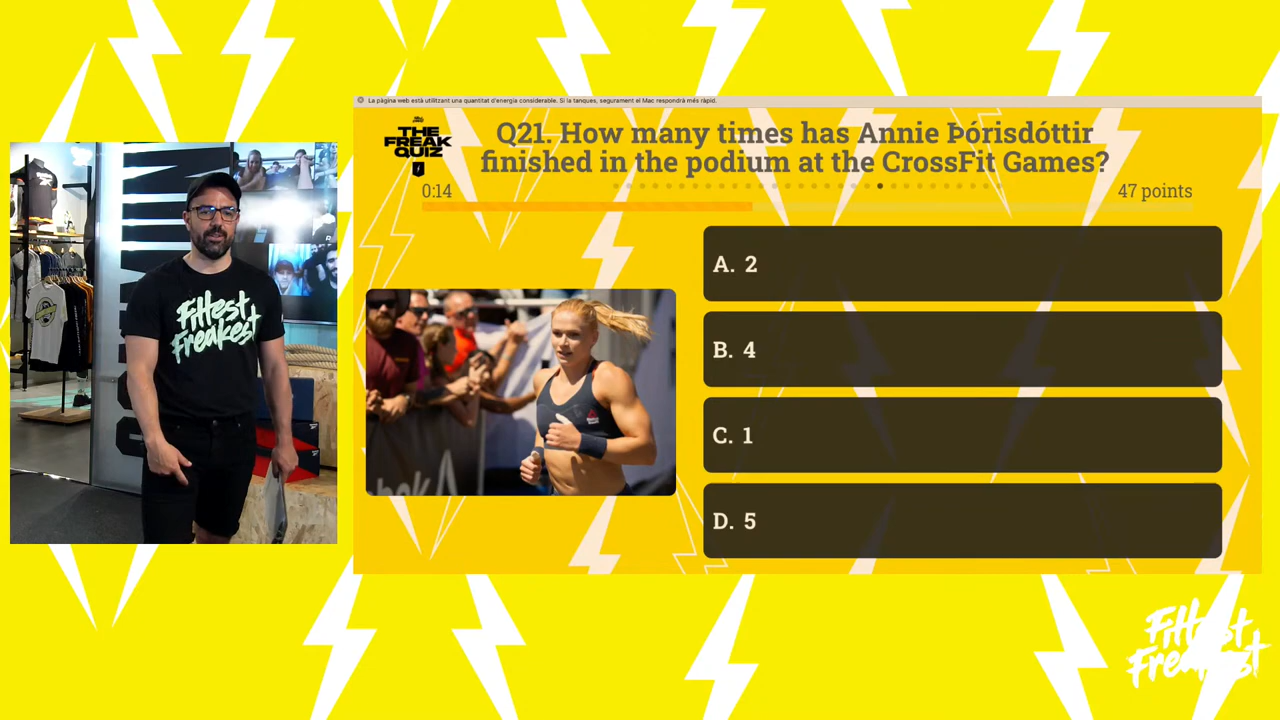 La pàgina web està utilitzant una quantitat d'energia considerable. Si la tanques, segurament el Mac respondrà més ràpid.
THE
FREAK
QUIZ
Q21. How many times has Annie Þórisdóttir
finished in the podium at the CrossFit Games?
0:14
47 points
A. 2
B. 4
C. 1
D. 5
Fittest
Freakest
Fittest
Freakest